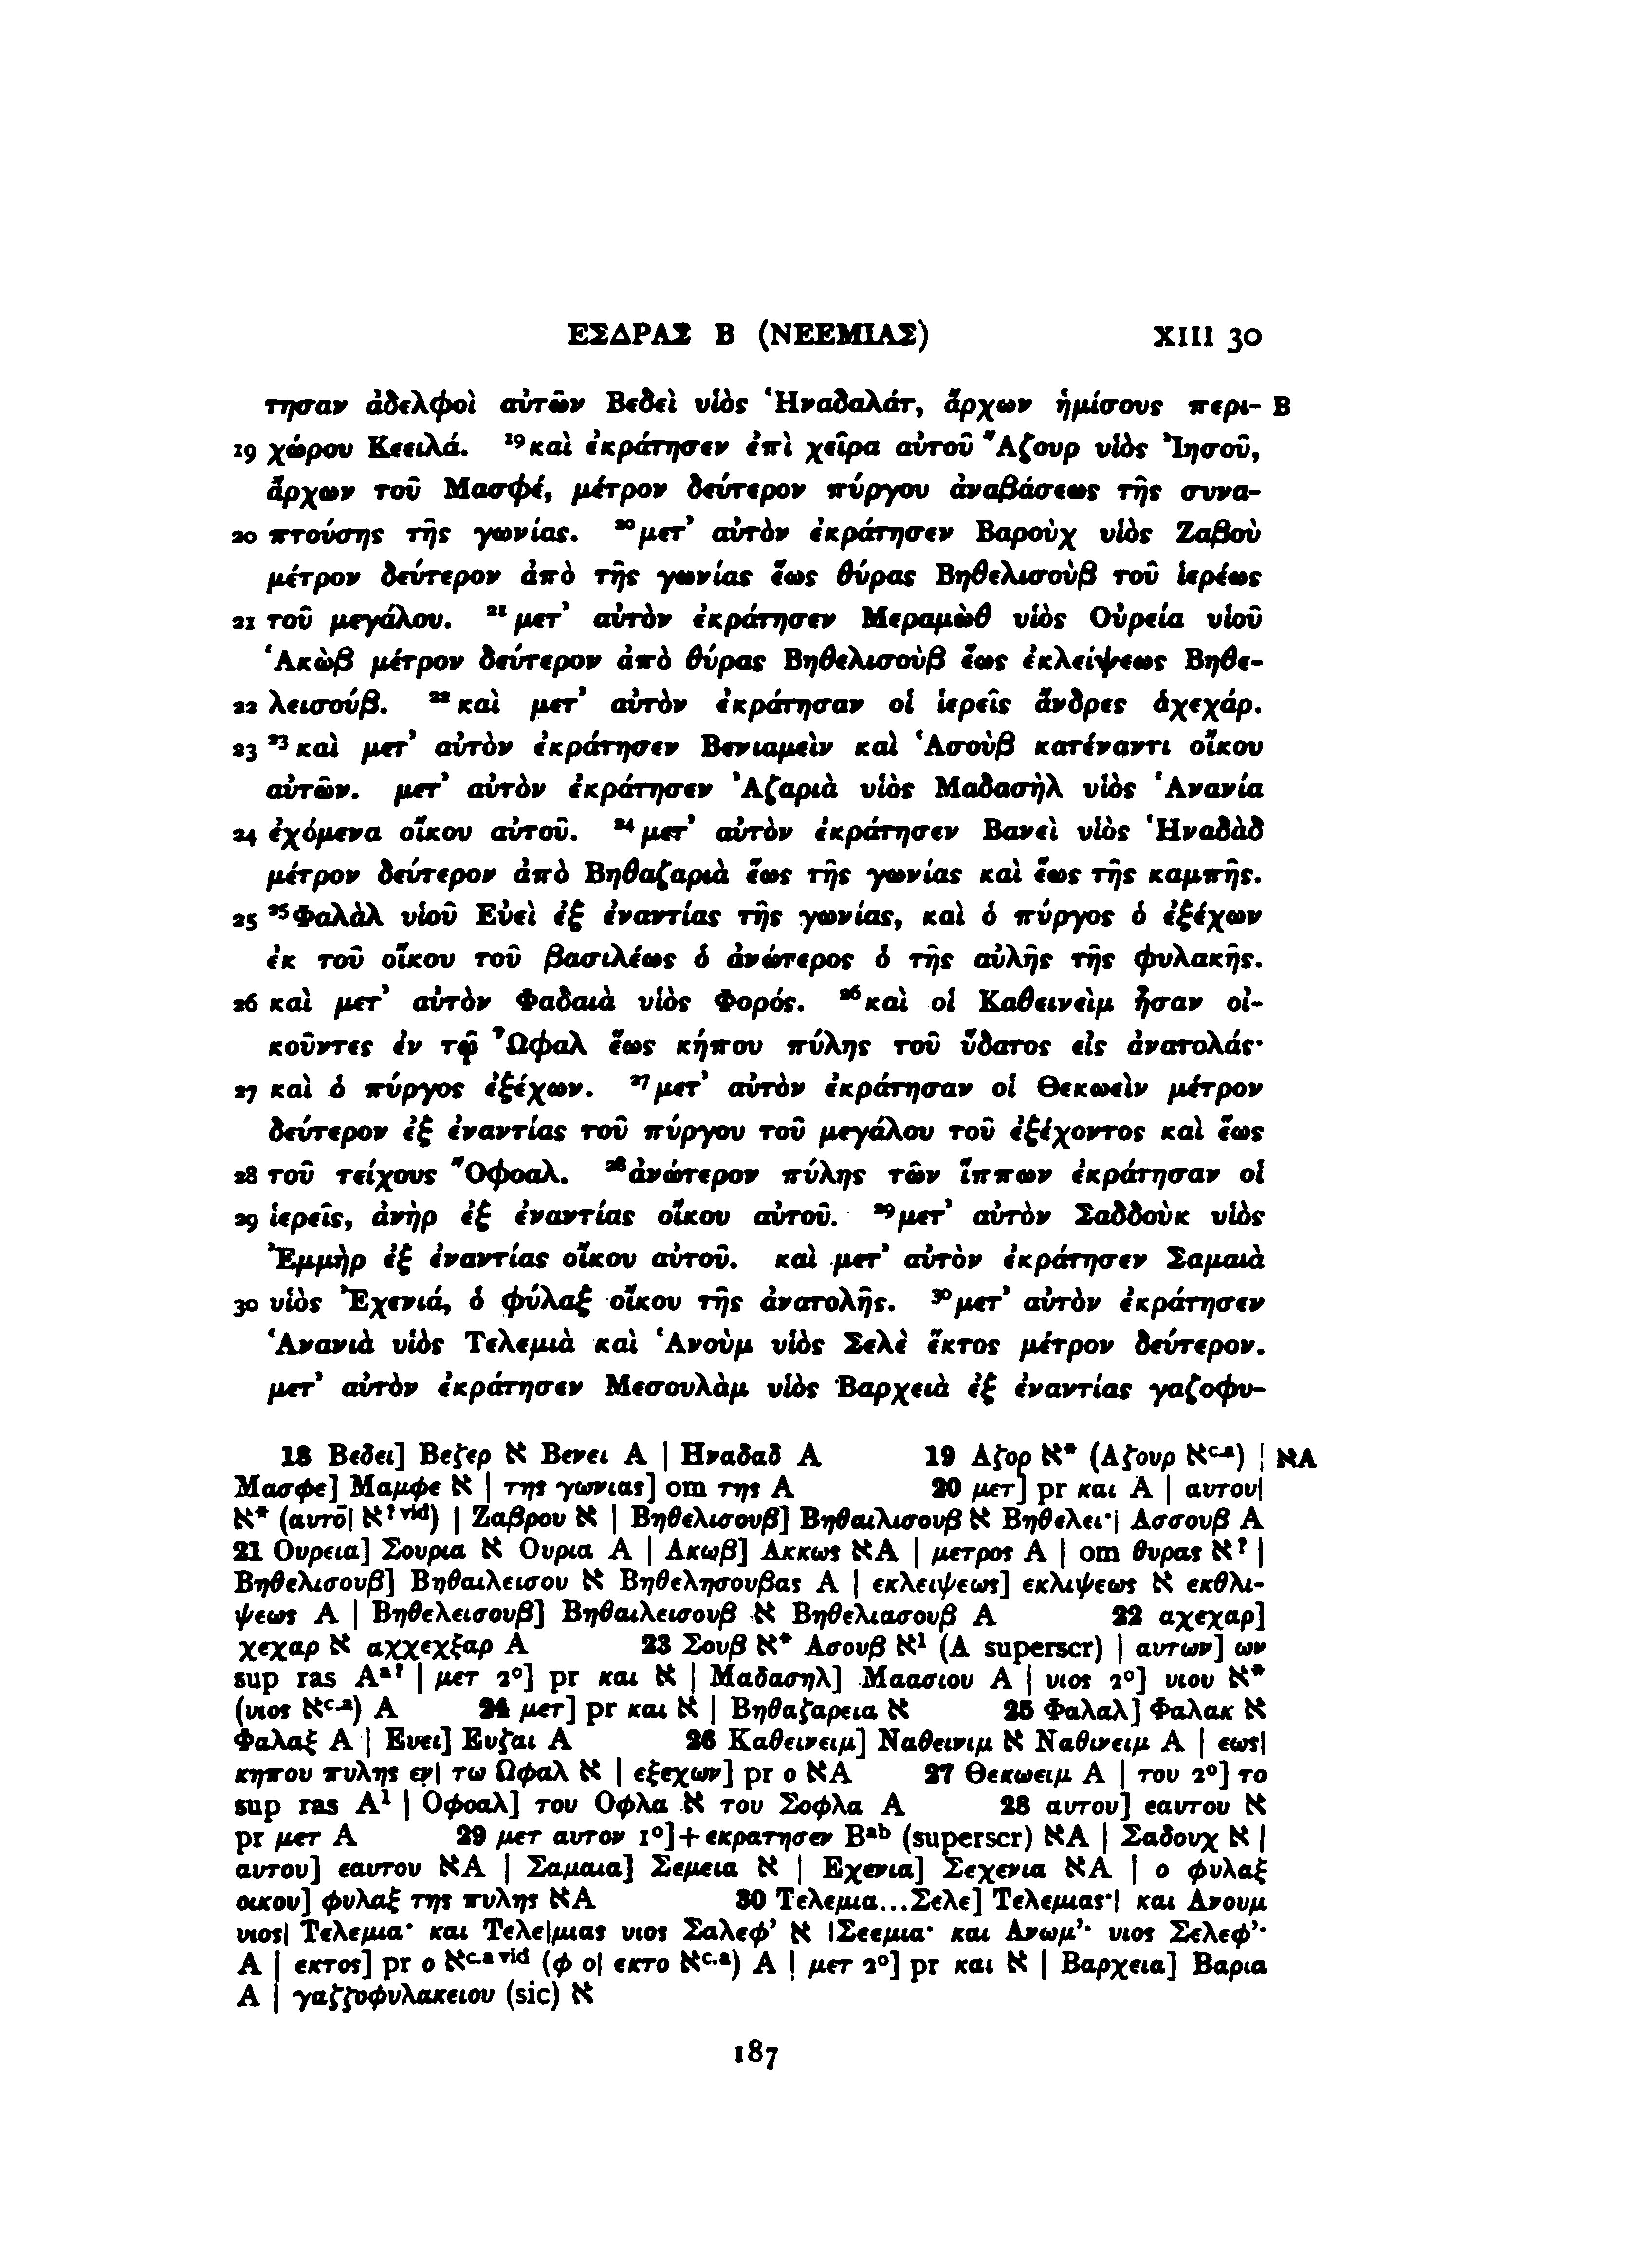 ΕΣΔΡΑΣ Β (ΝΕΕΜΙΑΣ) XIII 30
τησαν ἀδελφοὶ αὐτῶν Βεδεὶ υἱὸς Ἡναδαλάτ, ἄρχων ἡμίσους περι- B
19 χώρου Κεειλά. ¹⁹καὶ ἐκράτησεν ἐπὶ χεῖρα αὐτοῦ Ἄζουρ υἱὸς Ἰησοῦ,
ἄρχων τοῦ Μασφέ, μέτρον δεύτερον πύργου ἀναβάσεως τῆς συνα-
20 πτούσης τῆς γωνίας. ²⁰μετ’ αὐτὸν ἐκράτησεν Βαροὺχ υἱὸς Ζαβοὺ
μέτρον δεύτερον ἀπὸ τῆς γωνίας ἕως θύρας Βηθελισοὺβ τοῦ ἱερέως
21 τοῦ μεγάλου. ²¹μετ’ αὐτὸν ἐκράτησεν Μεραμὼθ υἱὸς Οὐρεία υἱοῦ
Ἁκὼβ μέτρον δεύτερον ἀπὸ θύρας Βηθελισοὺβ ἕως ἐκλείψεως Βηθε-
22 λεισούβ. ²²καὶ μετ’ αὐτὸν ἐκράτησαν οἱ ἱερεῖς ἄνδρες ἁχεχάρ.
23 ²³καὶ μετ’ αὐτὸν ἐκράτησεν Βενιαμεὶν καὶ Ἁσοὺβ κατέναντι οἴκου
αὐτῶν. μετ’ αὐτὸν ἐκράτησεν Ἀζαριὰ υἱὸς Μαδασὴλ υἱὸς Ἁνανία
24 ἐχόμενα οἴκου αὐτοῦ. ²⁴μετ’ αὐτὸν ἐκράτησεν Βανεὶ υἱὸς Ἡναδὰδ
μέτρον δεύτερον ἀπὸ Βηθαζαριὰ ἕως τῆς γωνίας καὶ ἕως τῆς καμπῆς.
25 ²⁵Φαλὰλ υἱοῦ Εὐεὶ ἐξ ἐναντίας τῆς γωνίας, καὶ ὁ πύργος ὁ ἐξέχων
ἐκ τοῦ οἴκου τοῦ βασιλέως ὁ ἀνώτερος ὁ τῆς αὐλῆς τῆς φυλακῆς.
26 καὶ μετ’ αὐτὸν Φαδαιὰ υἱὸς Φορός. ²⁶καὶ οἱ Καθεινεὶμ ἦσαν οἰ-
κοῦντες ἐν τῷ Ὦφαλ ἕως κήπου πύλης τοῦ ὕδατος εἰς ἀνατολάς·
27 καὶ ὁ πύργος ἐξέχων. ²⁷μετ’ αὐτὸν ἐκράτησαν οἱ Θεκωεὶν μέτρον
δεύτερον ἐξ ἐναντίας τοῦ πύργου τοῦ μεγάλου τοῦ ἐξέχοντος καὶ ἕως
28 τοῦ τείχους Ὄφοαλ. ²⁸ἀνώτερον πύλης τῶν ἵππων ἐκράτησαν οἱ
29 ἱερεῖς, ἀνὴρ ἐξ ἐναντίας οἴκου αὐτοῦ. ²⁹μετ’ αὐτὸν Σαδδοὺκ υἱὸς
Ἐμμὴρ ἐξ ἐναντίας οἴκου αὐτοῦ. καὶ μετ’ αὐτὸν ἐκράτησεν Σαμαιὰ
30 υἱὸς Ἐχενιά, ὁ φύλαξ οἴκου τῆς ἀνατολῆς. ³⁰μετ’ αὐτὸν ἐκράτησεν
Ἁνανιὰ υἱὸς Τελεμιὰ καὶ Ἁνοὺμ υἱὸς Σελὲ ἕκτος μέτρον δεύτερον.
μετ’ αὐτὸν ἐκράτησεν Μεσουλὰμ υἱὸς Βαρχειὰ ἐξ ἐναντίας γαζοφυ-
18 Βεδει] Βεζερ א Βενει A | Ηναδαδ A 19 Αζορ א* (Αζουρ אᶜ·ᵃ) | אA
Μασφε] Μαμφε א | της γωνιας] om της A 20 μετ] pr και A | αυτου|
א* (αυτο̄| א?ᵛⁱᵈ) | Ζαβρου א | Βηθελισουβ] Βηθαιλισουβ א Βηθελει·| Ασσουβ A
21 Ουρεια] Σουρια א Ουρια A | Ακωβ] Ακκως אA | μετρος A | om θυρας א? |
Βηθελισουβ] Βηθαιλεισου א Βηθελησουβας A | εκλειψεως] εκλιψεως א εκθλι-
ψεως A | Βηθελεισουβ] Βηθαιλεισουβ א Βηθελιασουβ A 22 αχεχαρ]
χεχαρ א αχχεχξαρ A 23 Σουβ א* Ασουβ א¹ (A superscr) | αυτων] ων
sup ras Aᵃ? | μετ 2°] pr και א | Μαδασηλ] Μαασιου A | υιος 2°] υιου א*
(υιος אᶜ·ᵃ) A 24 μετ] pr και א | Βηθαζαρεια א 25 Φαλαλ] Φαλακ א
Φαλαξ A | Ευει] Ευζαι A 26 Καθεινειμ] Ναθεινιμ א Ναθινειμ A | εως|
κηπου πυλης εν| τω Ωφαλ א | εξεχων] pr ο אA 27 Θεκωειμ A | του 2°] το
sup ras A¹ | Οφοαλ] του Οφλα א του Σοφλα A 28 αυτου] εαυτου א
pr μετ A 29 μετ αυτον 1°]+εκρατησεν Bᵃᵇ (superscr) אA | Σαδουχ א |
αυτου] εαυτου אA | Σαμαια] Σεμεια א | Εχενια] Σεχενια אA | ο φυλαξ
οικου] φυλαξ της πυλης אA 30 Τελεμια...Σελε] Τελεμιας·| και Ανουμ
υιος| Τελεμια· και Τελε|μιας υιος Σαλεφ’ א |Σεεμια· και Ανωμ’· υιος Σελεφ’·
A | εκτος] pr ο אᶜ·ᵃ ᵛⁱᵈ (φ ο| εκτο אᶜ·ᵃ) A | μετ 2°] pr και א | Βαρχεια] Βαρια
A | γαζζοφυλακειου (sic) א
187